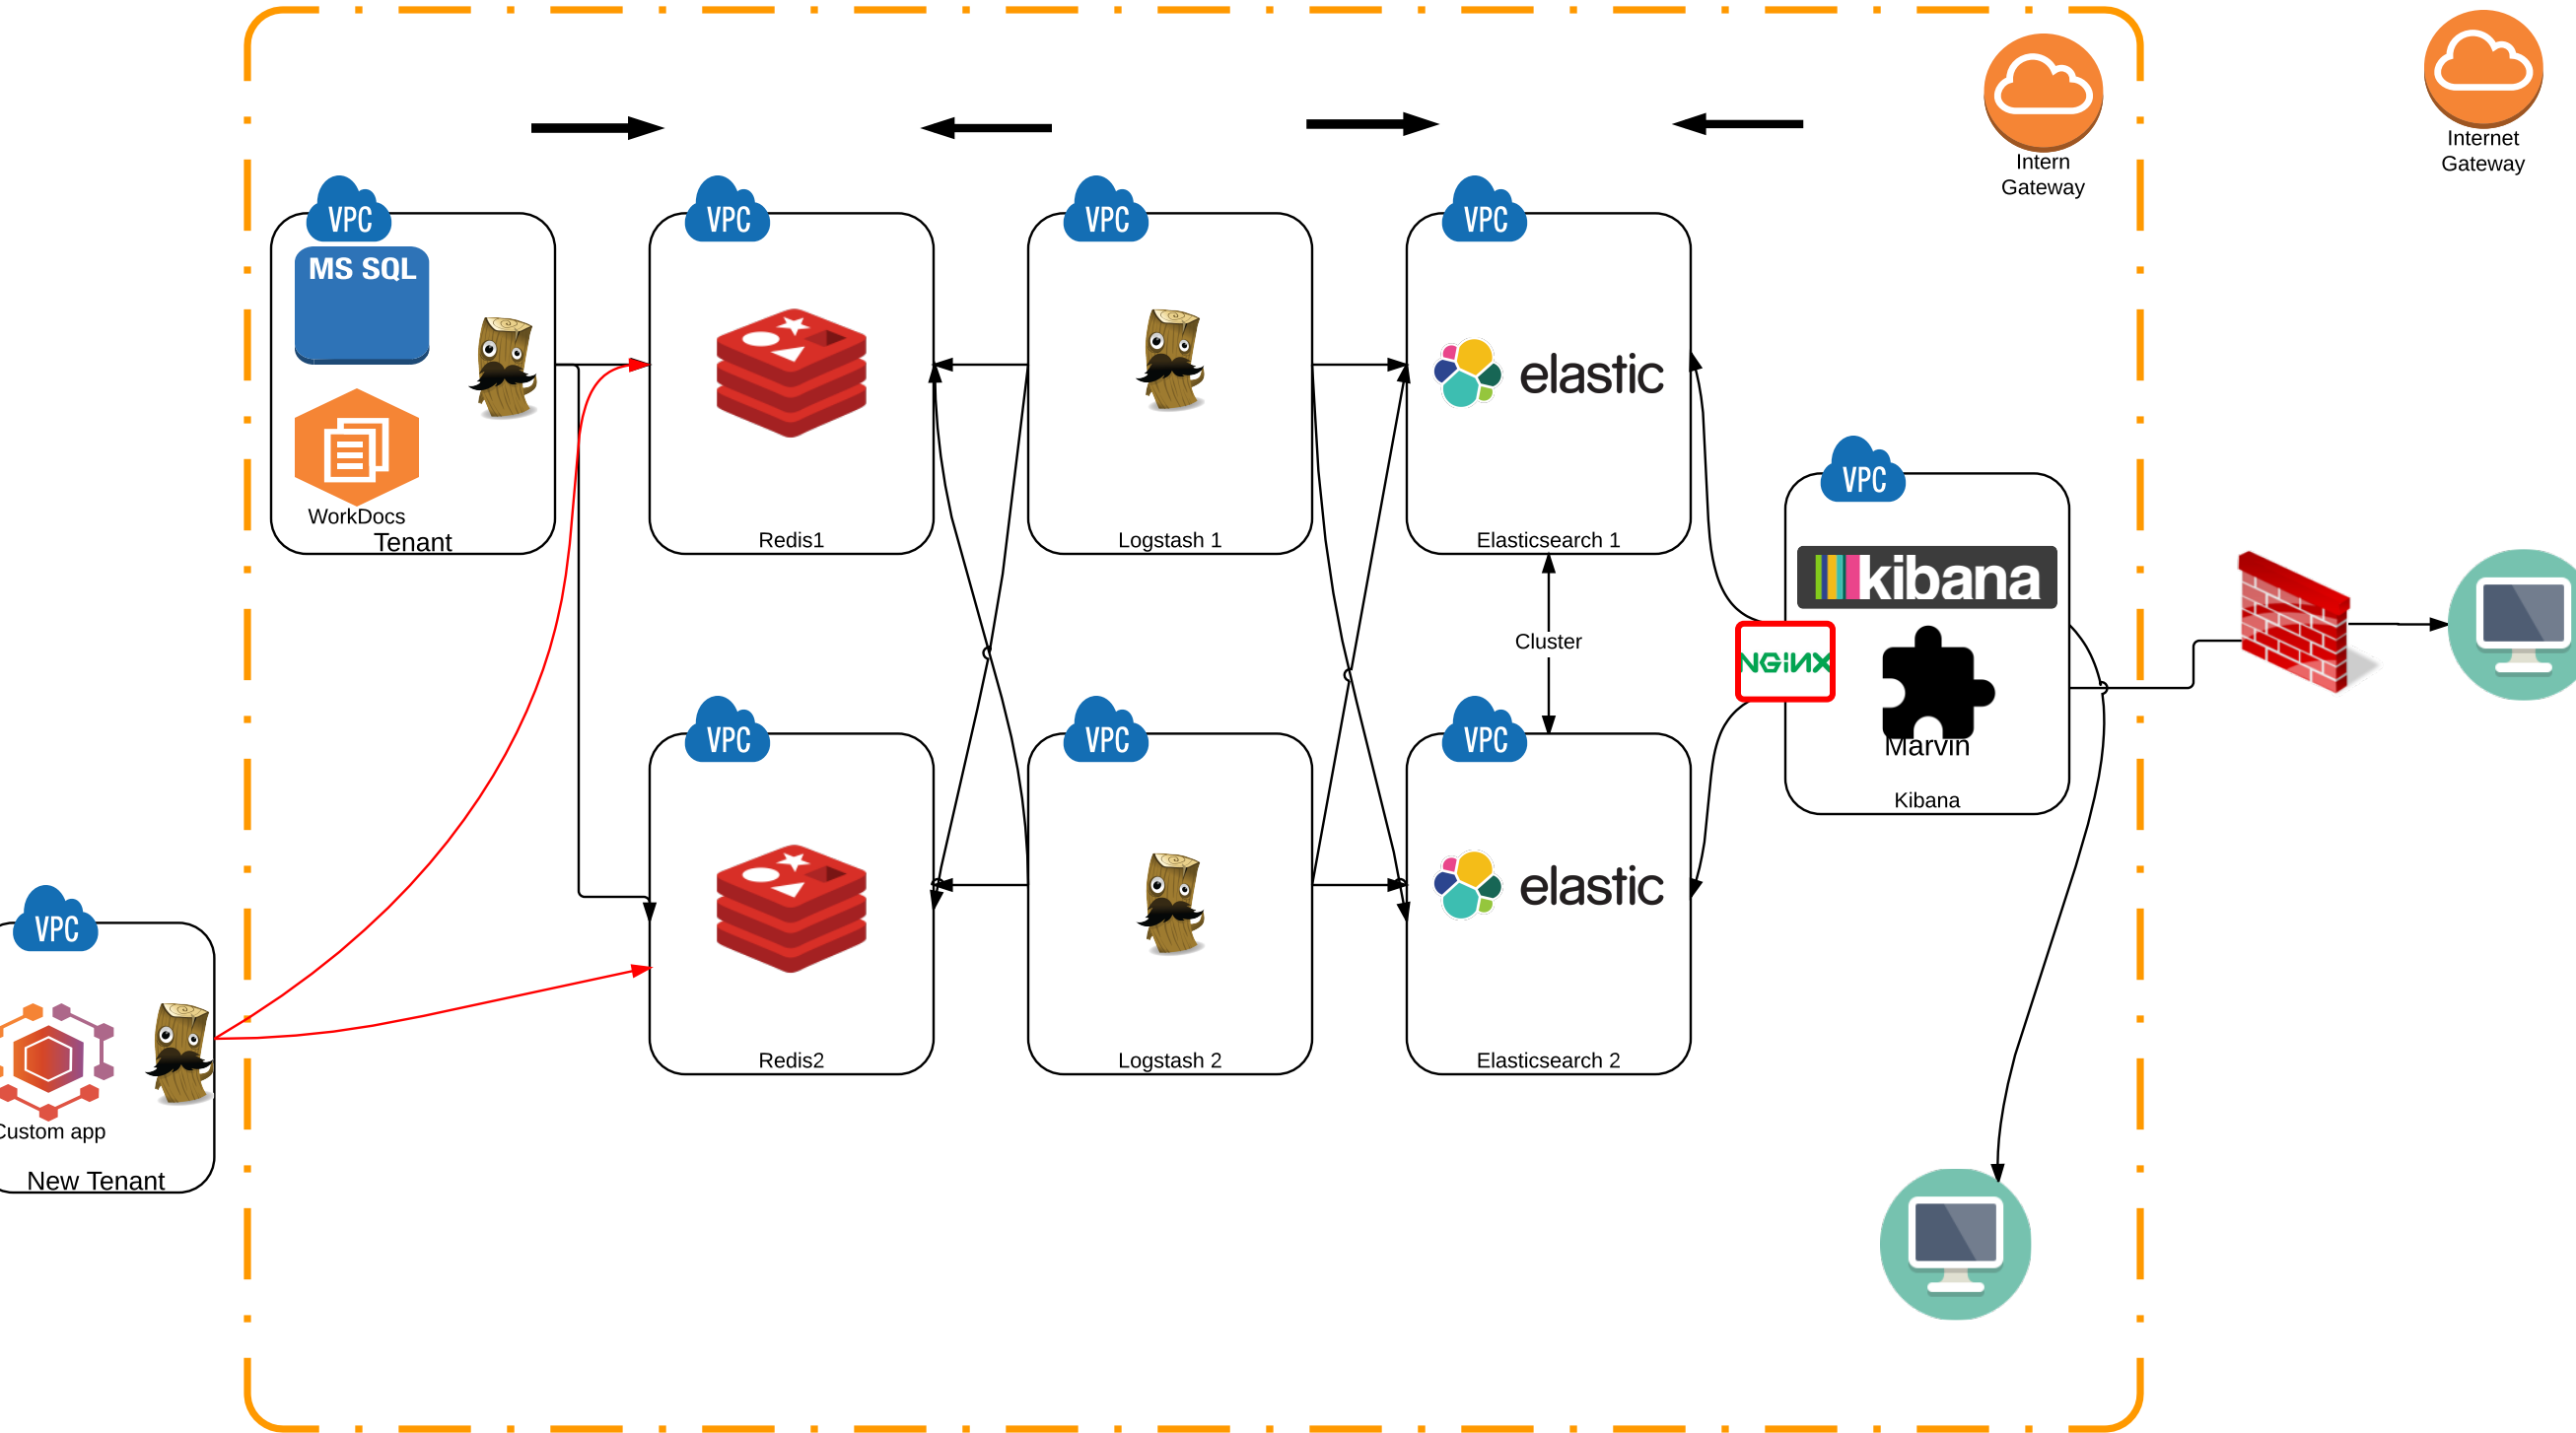 Intern
Gateway
Internet
Gateway
VPC
MS SQL
WorkDocs
Tenant
VPC
Redis1
VPC
Logstash 1
VPC
elastic
Elasticsearch 1
Cluster
VPC
kibana
NGiNX
Marvin
Kibana
VPC
Redis2
VPC
Logstash 2
VPC
elastic
Elasticsearch 2
VPC
Custom app
New Tenant